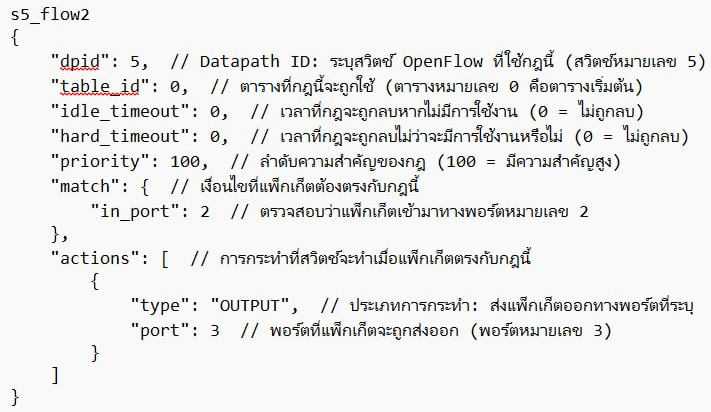 s5_flow2
{
    "dpid": 5,  // Datapath ID: ระบุสวิตช์ OpenFlow ที่ใช้กฎนี้ (สวิตช์หมายเลข 5)
    "table_id": 0,  // ตารางที่กฎนี้จะถูกใช้ (ตารางหมายเลข 0 คือตารางเริ่มต้น)
    "idle_timeout": 0,  // เวลาที่กฎจะถูกลบหากไม่มีการใช้งาน (0 = ไม่ถูกลบ)
    "hard_timeout": 0,  // เวลาที่กฎจะถูกลบไม่ว่าจะมีการใช้งานหรือไม่ (0 = ไม่ถูกลบ)
    "priority": 100,  // ลำดับความสำคัญของกฎ (100 = มีความสำคัญสูง)
    "match": {  // เงื่อนไขที่แพ็กเก็ตต้องตรงกับกฎนี้
        "in_port": 2  // ตรวจสอบว่าแพ็กเก็ตเข้ามาทางพอร์ตหมายเลข 2
    },
    "actions": [  // การกระทำที่สวิตช์จะทำเมื่อแพ็กเก็ตตรงกับกฎนี้
        {
            "type": "OUTPUT",  // ประเภทการกระทำ: ส่งแพ็กเก็ตออกทางพอร์ตที่ระบุ
            "port": 3  // พอร์ตที่แพ็กเก็ตจะถูกส่งออก (พอร์ตหมายเลข 3)
        }
    ]
}